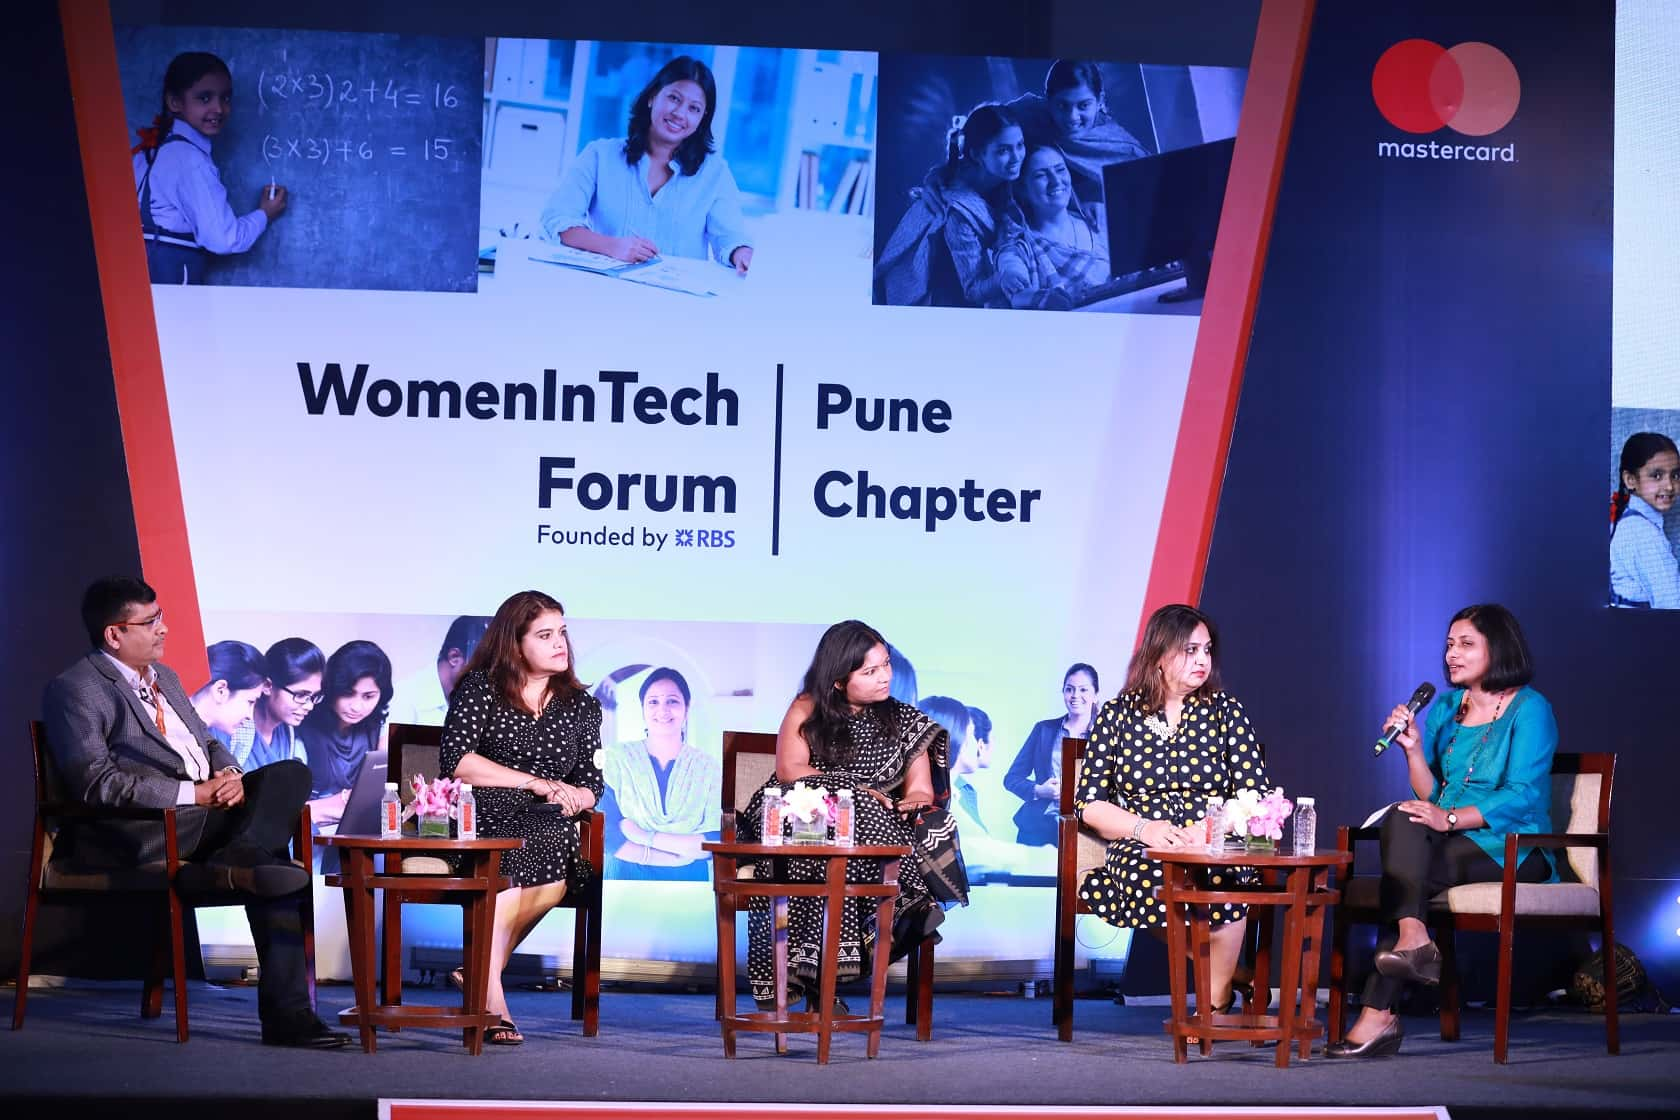 (2×3)2+4=16
(3×3)+6 = 15
mastercard.
WomenInTech
Forum
Founded by RBS
Pune
Chapter